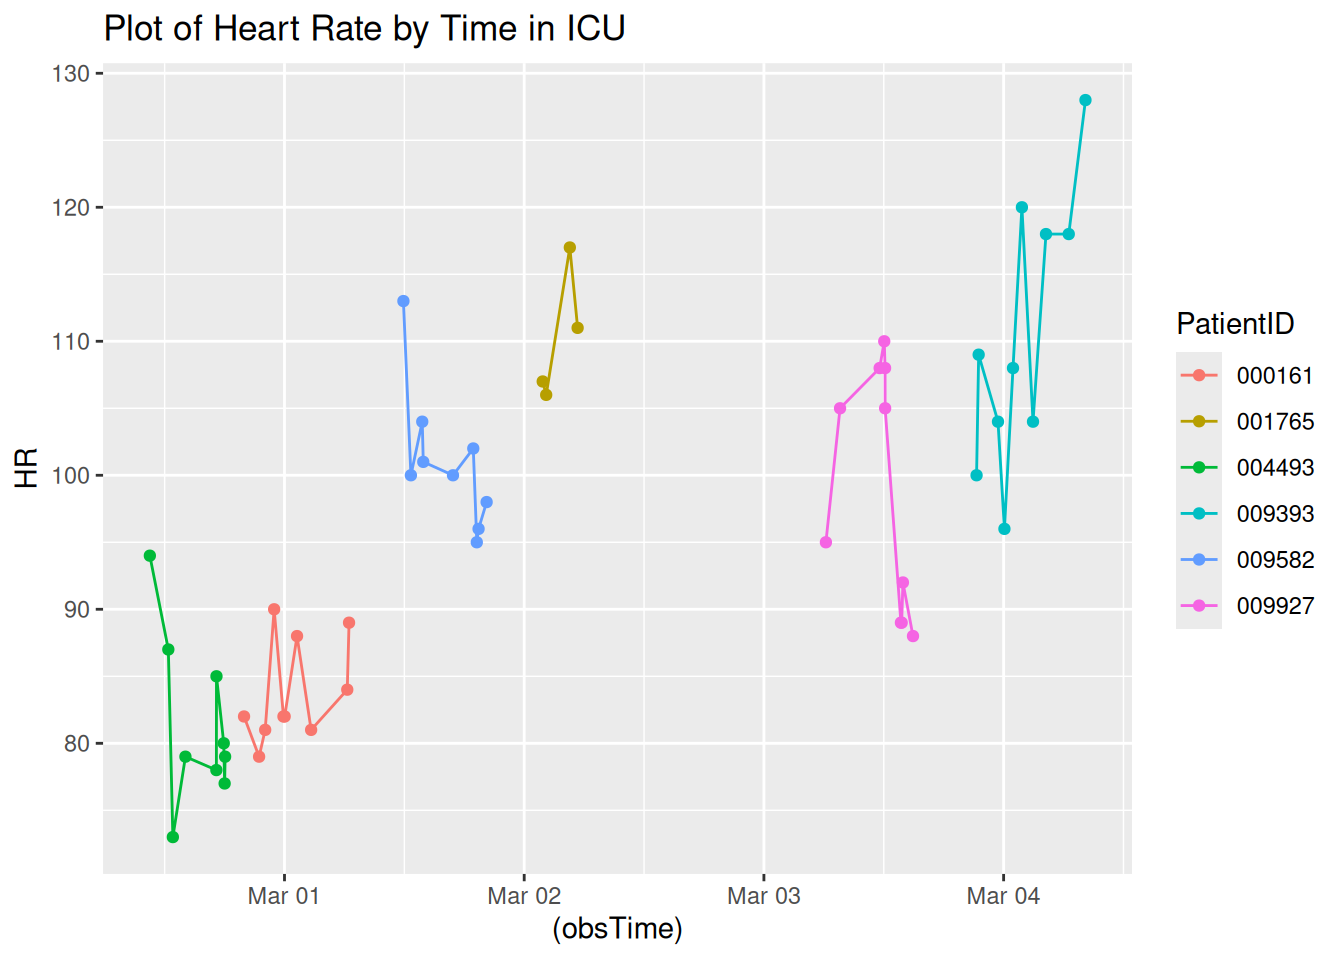 Plot of Heart Rate by Time in ICU
130
120
110
100
90
80
HR
Mar 01
Mar 02
Mar 03
Mar 04
(obsTime)
PatientID
000161
001765
004493
009393
009582
009927